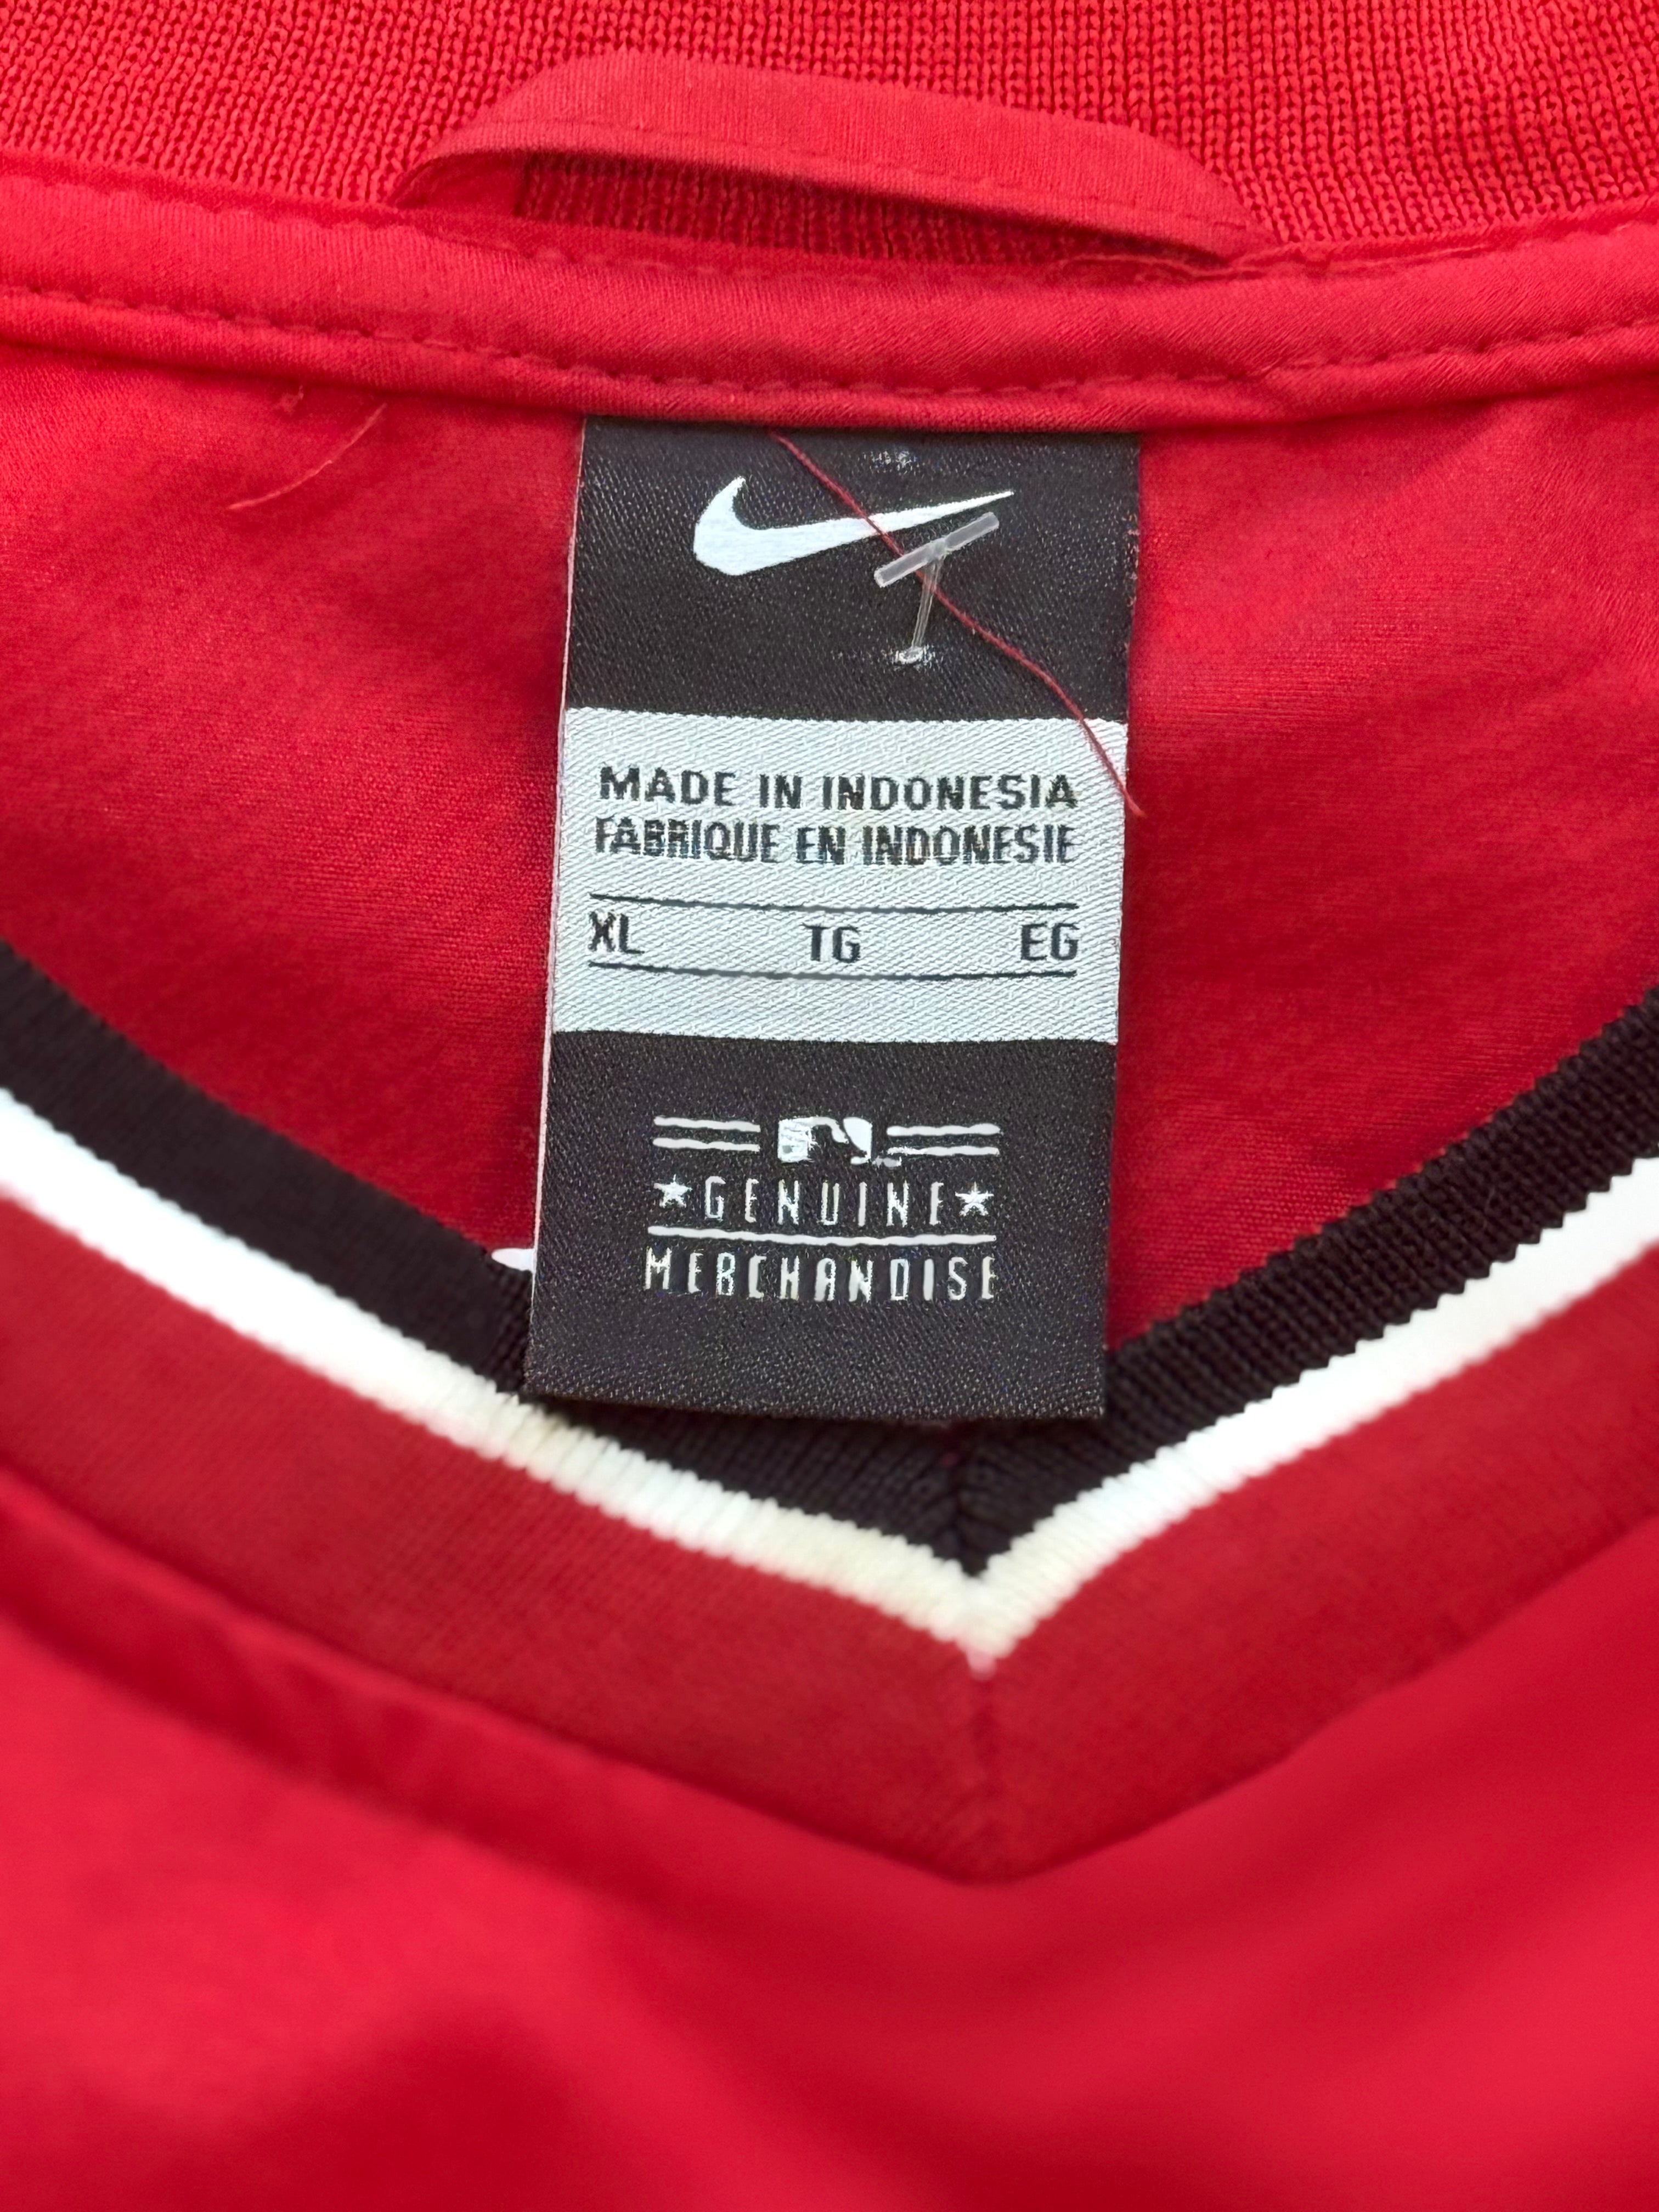 MADE IN INDONESIA
FABRIQUE EN INDONESIE
XL TG EG
GENUINE
MERCHANDISE